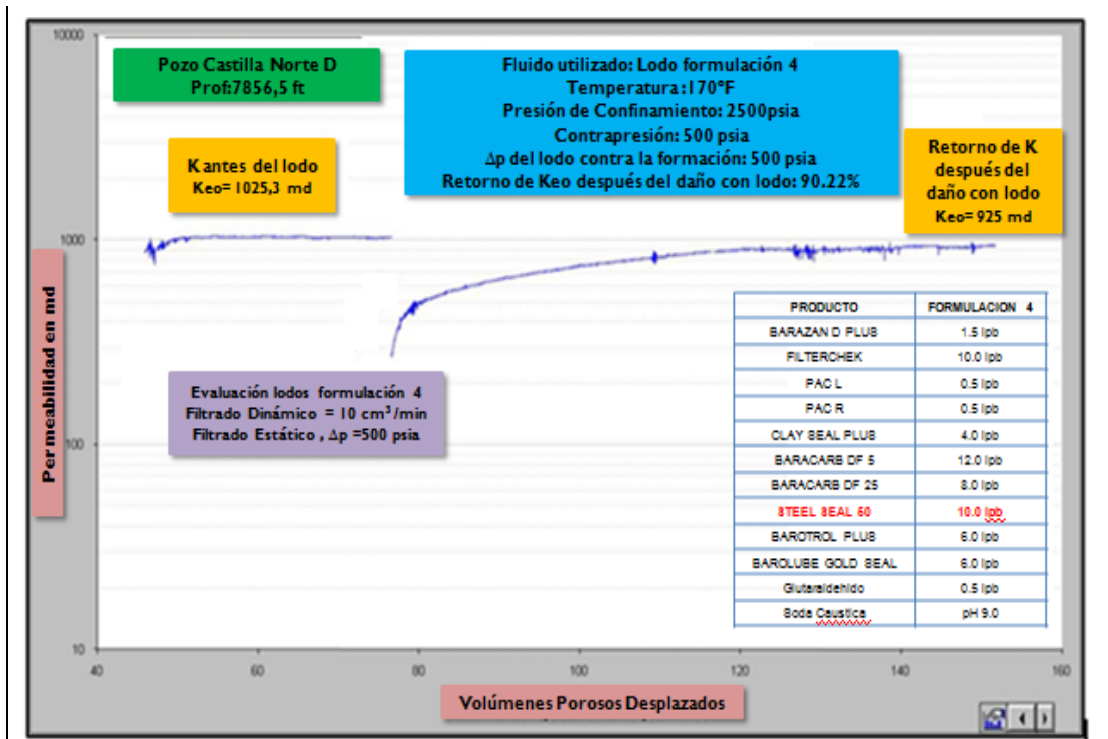 10000
Pozo Castilla Norte D
Prof:7856,5 ft
Fluido utilizado: Lodo formulación 4
Temperatura :170°F
Presión de Confinamiento: 2500psia
Contrapresión: 500 psia
Δp del lodo contra la formación: 500 psia
Retorno de Keo después del daño con lodo: 90.22%
K antes del lodo
Keo= 1025,3 md
Retorno de K
después del
daño con lodo
Keo= 925 md
1000
Permeabilidad en md
Evaluación lodos formulación 4
Filtrado Dinámico = 10 cm³/min
Filtrado Estático , Δp =500 psia
100
PRODUCTO FORMULACION 4
BARAZAN D PLUS 1.5 lpb
FILTERCHEK 10.0 lpb
PAC L 0.5 lpb
PAC R 0.5 lpb
CLAY SEAL PLUS 4.0 lpb
BARACARB DF 5 12.0 lpb
BARACARB DF 25 8.0 lpb
STEEL SEAL 50 10.0 lpb
BAROTROL PLUS 6.0 lpb
BAROLUBE GOLD SEAL 6.0 lpb
Glutaraldehido 0.5 lpb
Soda Caustica pH 9.0
10
40 60 80 100 120 140 160
Volúmenes Porosos Desplazados